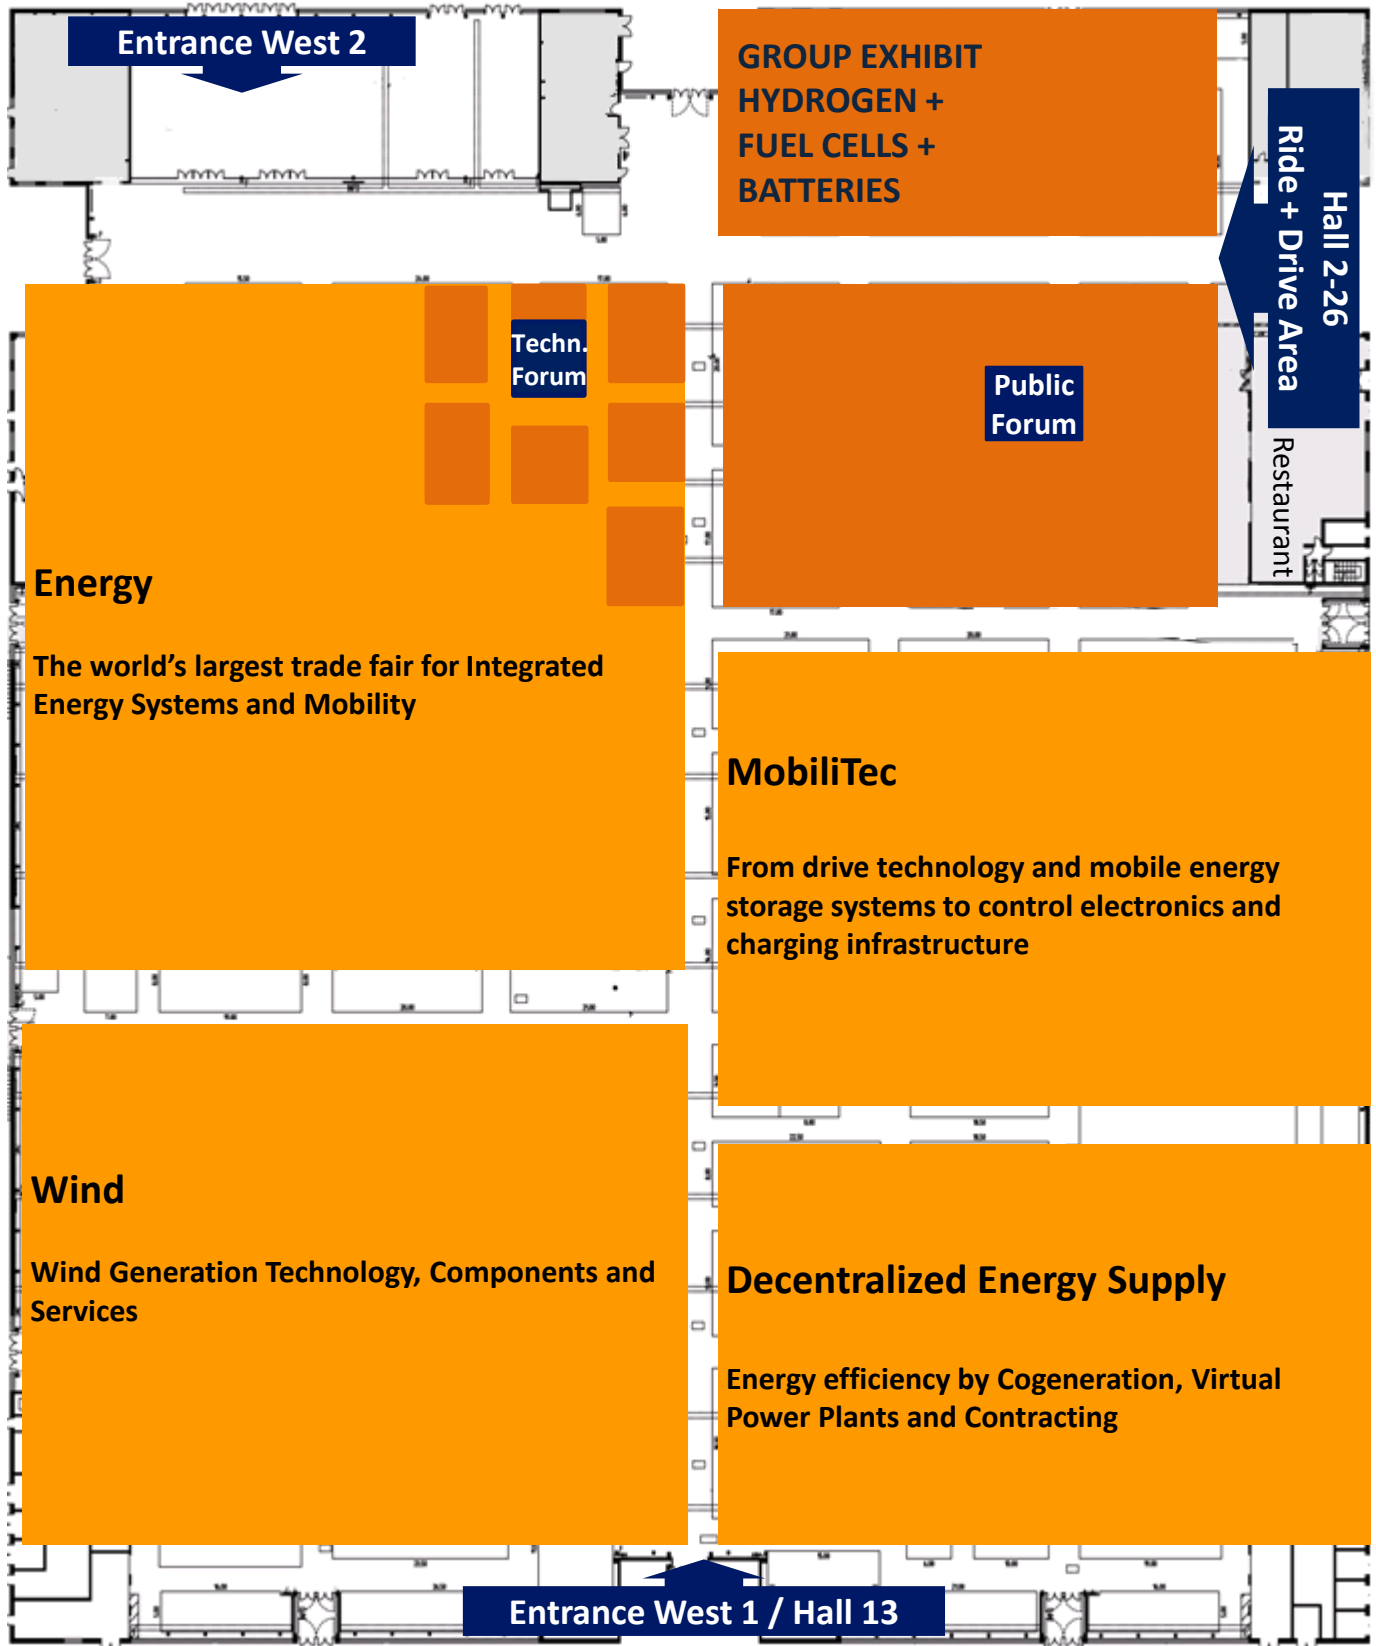 Entrance West 2
GROUP EXHIBIT
HYDROGEN +
FUEL CELLS +
BATTERIES
Hall 2-26
Ride + Drive Area
Restaurant
Techn.
Forum
Public
Forum
Energy
The world’s largest trade fair for Integrated
Energy Systems and Mobility
MobiliTec
From drive technology and mobile energy
storage systems to control electronics and
charging infrastructure
Wind
Wind Generation Technology, Components and
Services
Decentralized Energy Supply
Energy efficiency by Cogeneration, Virtual
Power Plants and Contracting
Entrance West 1 / Hall 13